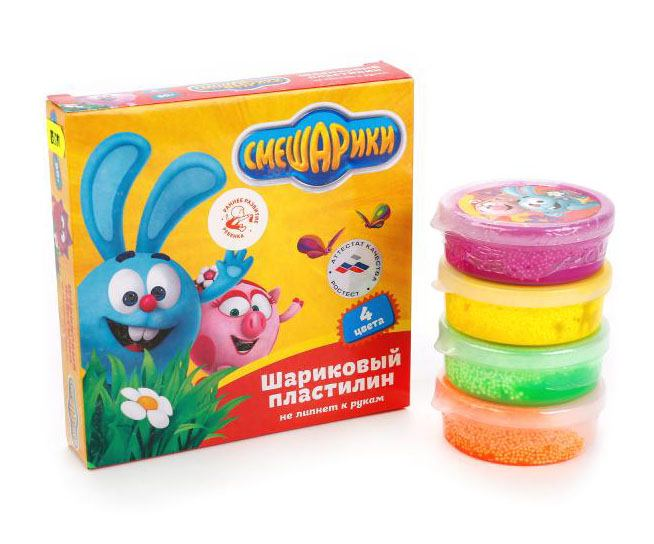 СМЕШАРИКИ
РАННЕЕ РАЗВИТИЕ
РЕБЕНКА
АТТЕСТАТ КАЧЕСТВА
РОСТЕСТ
4
цвета
Шариковый
пластилин
не липнет к рукам